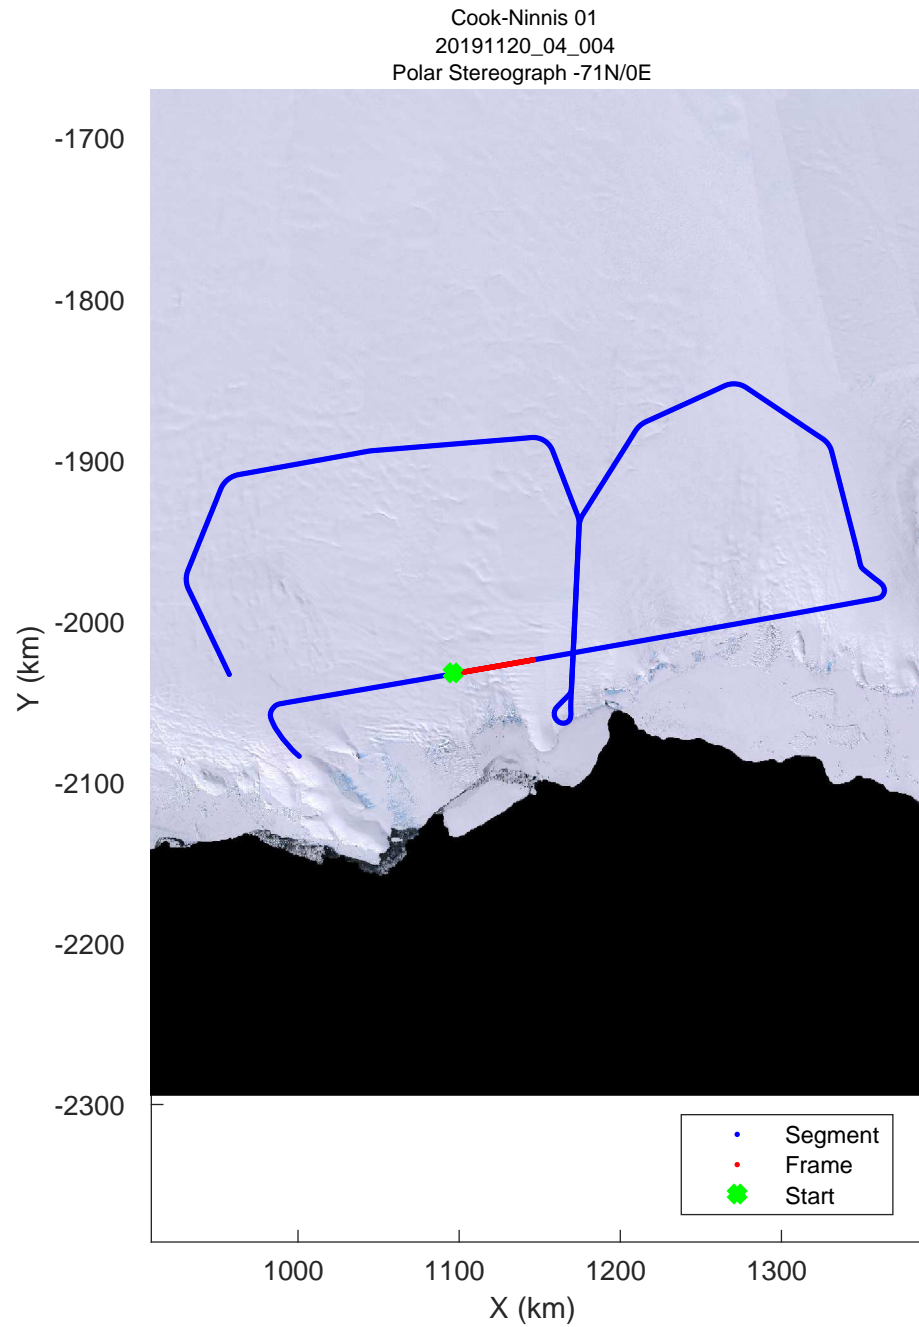 Cook-Ninnis 01
20191120_04_004
Polar Stereograph -71N/0E
-1700
-1800
-1900
-2000
-2100
-2200
-2300
Y (km)
Segment
Frame
Start
1000
1100
1200
1300
X (km)